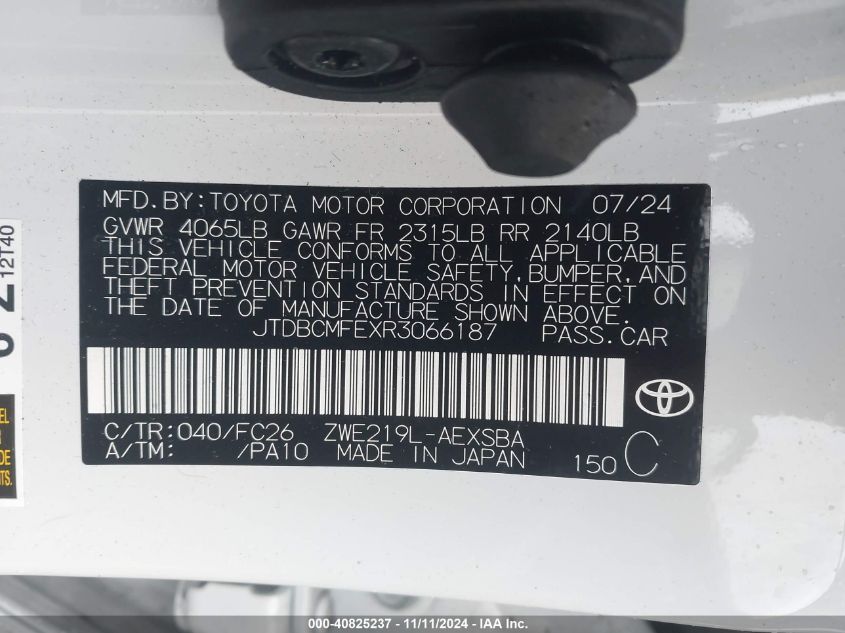 MFD.BY:TOYOTA MOTOR CORPORATION 07/24
GVWR 4065LB GAWR FR 2315LB RR 2140LB
THIS VEHICLE CONFORMS TO ALL APPLICABLE
FEDERAL MOTOR VEHICLE SAFETY,BUMPER,AND
THEFT PREVENTION STANDARDS IN EFFECT ON
THE DATE OF MANUFACTURE SHOWN ABOVE.
JTDBCMFEXR3066187 PASS.CAR
C/TR:040/FC26 ZWE219L-AEXSBA
A/TM: /PA10 MADE IN JAPAN 150 C
12T40
000-40825237 - 11/11/2024 - IAAI.COM